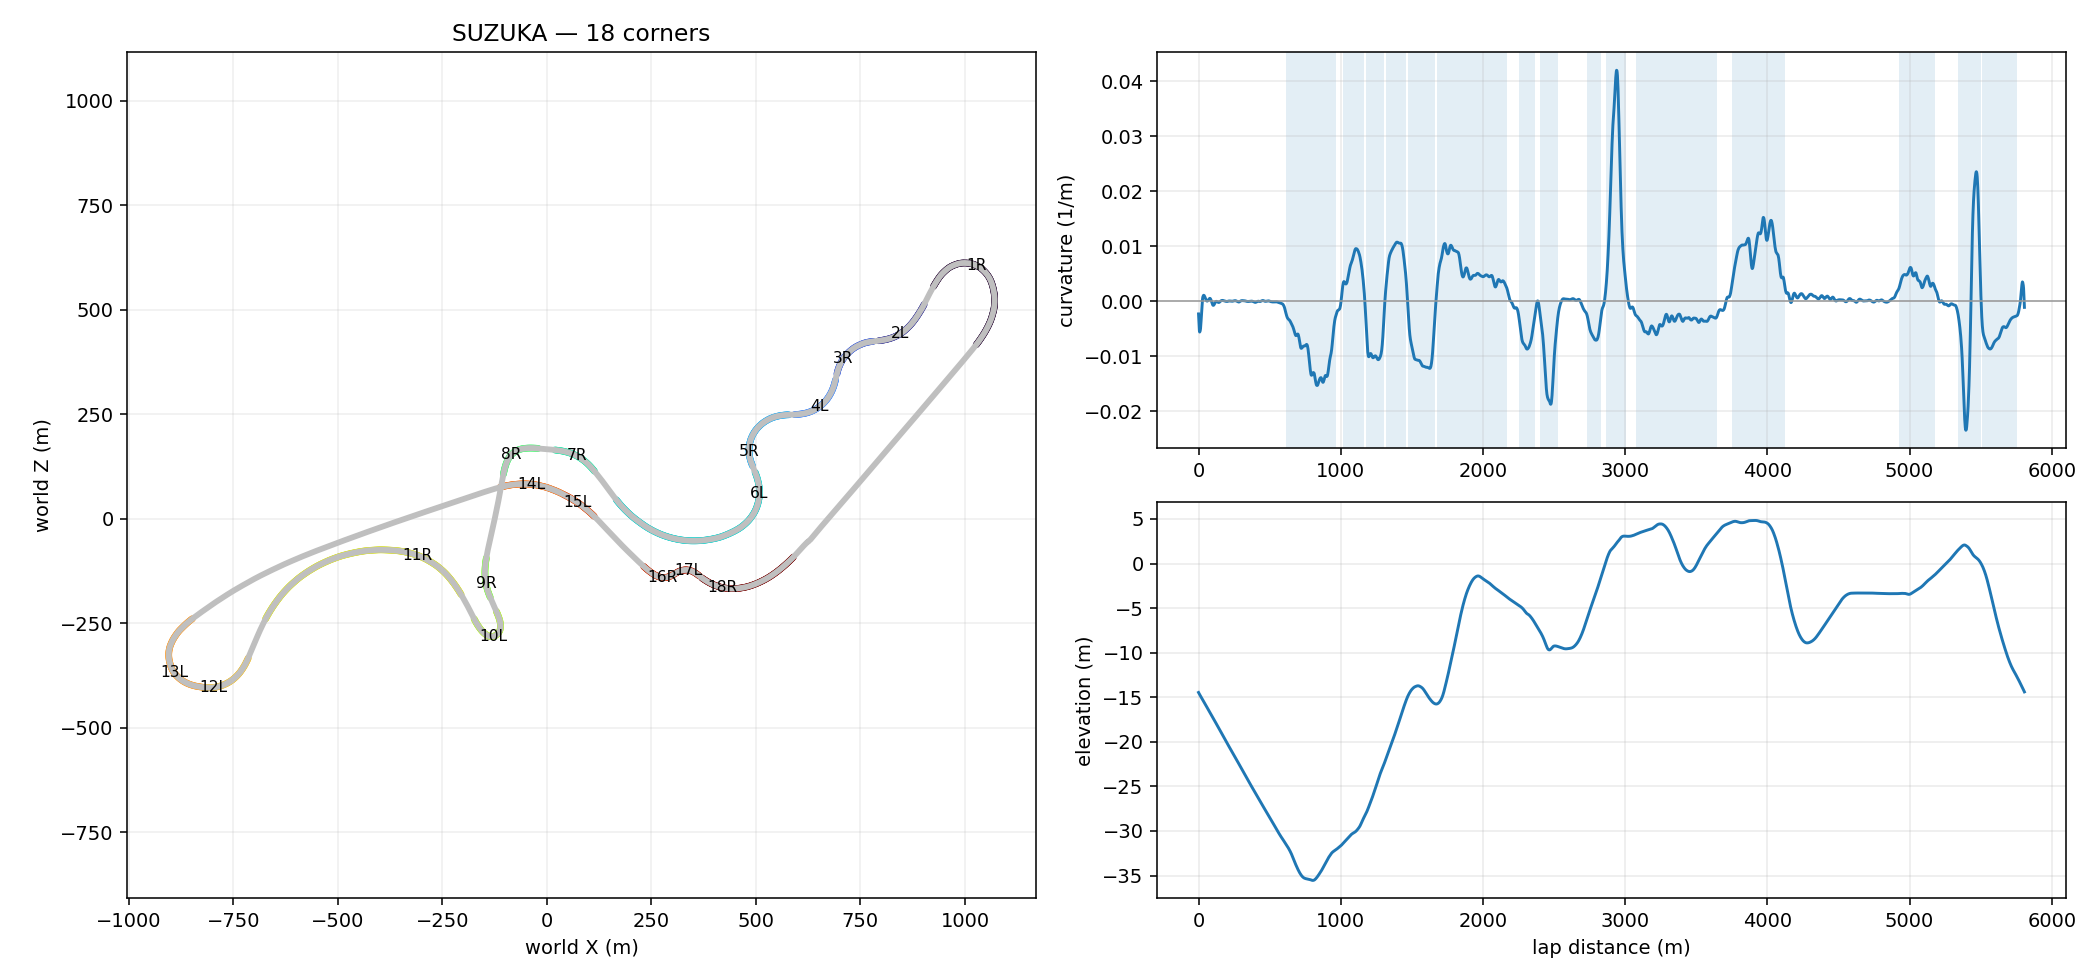 SUZUKA — 18 corners
1000
750
500
250
0
−250
−500
−750
world Z (m)
−1000
−750
−500
−250
0
250
500
750
1000
world X (m)
1R
2L
3R
4L
5R
6L
7R
8R
9R
10L
11R
12L
13L
14L
15L
16R
17L
18R
0.04
0.03
0.02
0.01
0.00
−0.01
−0.02
curvature (1/m)
0
1000
2000
3000
4000
5000
6000
5
0
−5
−10
−15
−20
−25
−30
−35
elevation (m)
0
1000
2000
3000
4000
5000
6000
lap distance (m)